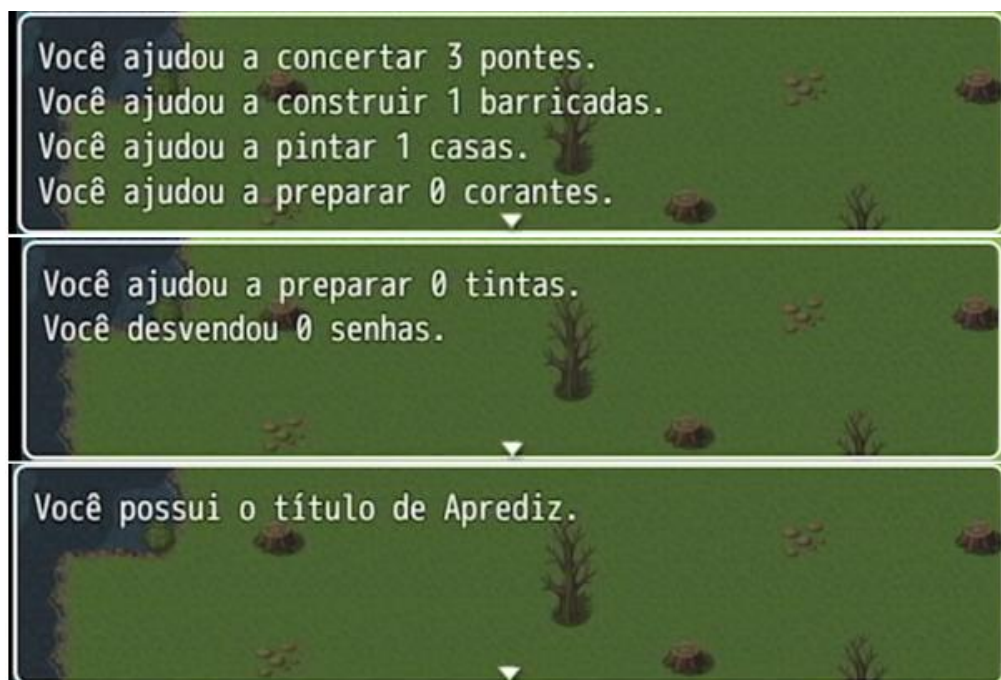 Você ajudou a concertar 3 pontes.
Você ajudou a construir 1 barricadas.
Você ajudou a pintar 1 casas.
Você ajudou a preparar 0 corantes.
Você ajudou a preparar 0 tintas.
Você desvendou 0 senhas.
Você possui o título de Aprediz.